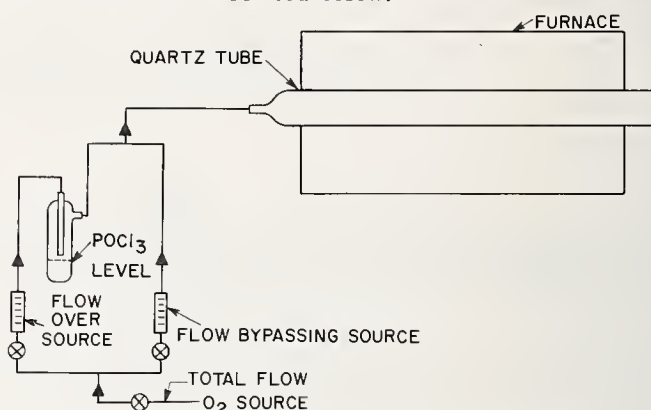 FURNACE
QUARTZ TUBE
POCl3
LEVEL
FLOW
OVER
SOURCE
FLOW BYPASSING SOURCE
TOTAL FLOW
O2 SOURCE